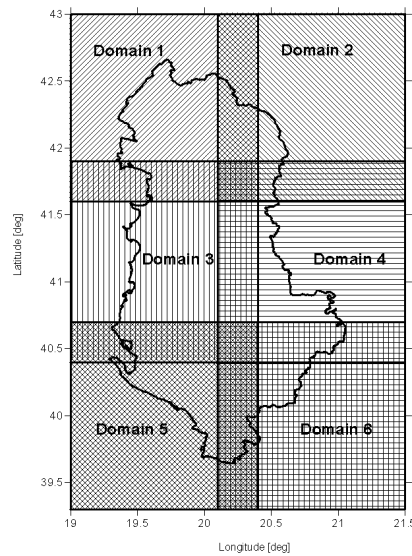 43
Domain 1 Domain 2
42.5
42
41.5
Latitude [deg]
Domain 3 Domain 4
41
40.5
40
Domain 5 Domain 6
39.5
19 19.5 20 20.5 21 21.5
Longitude [deg]